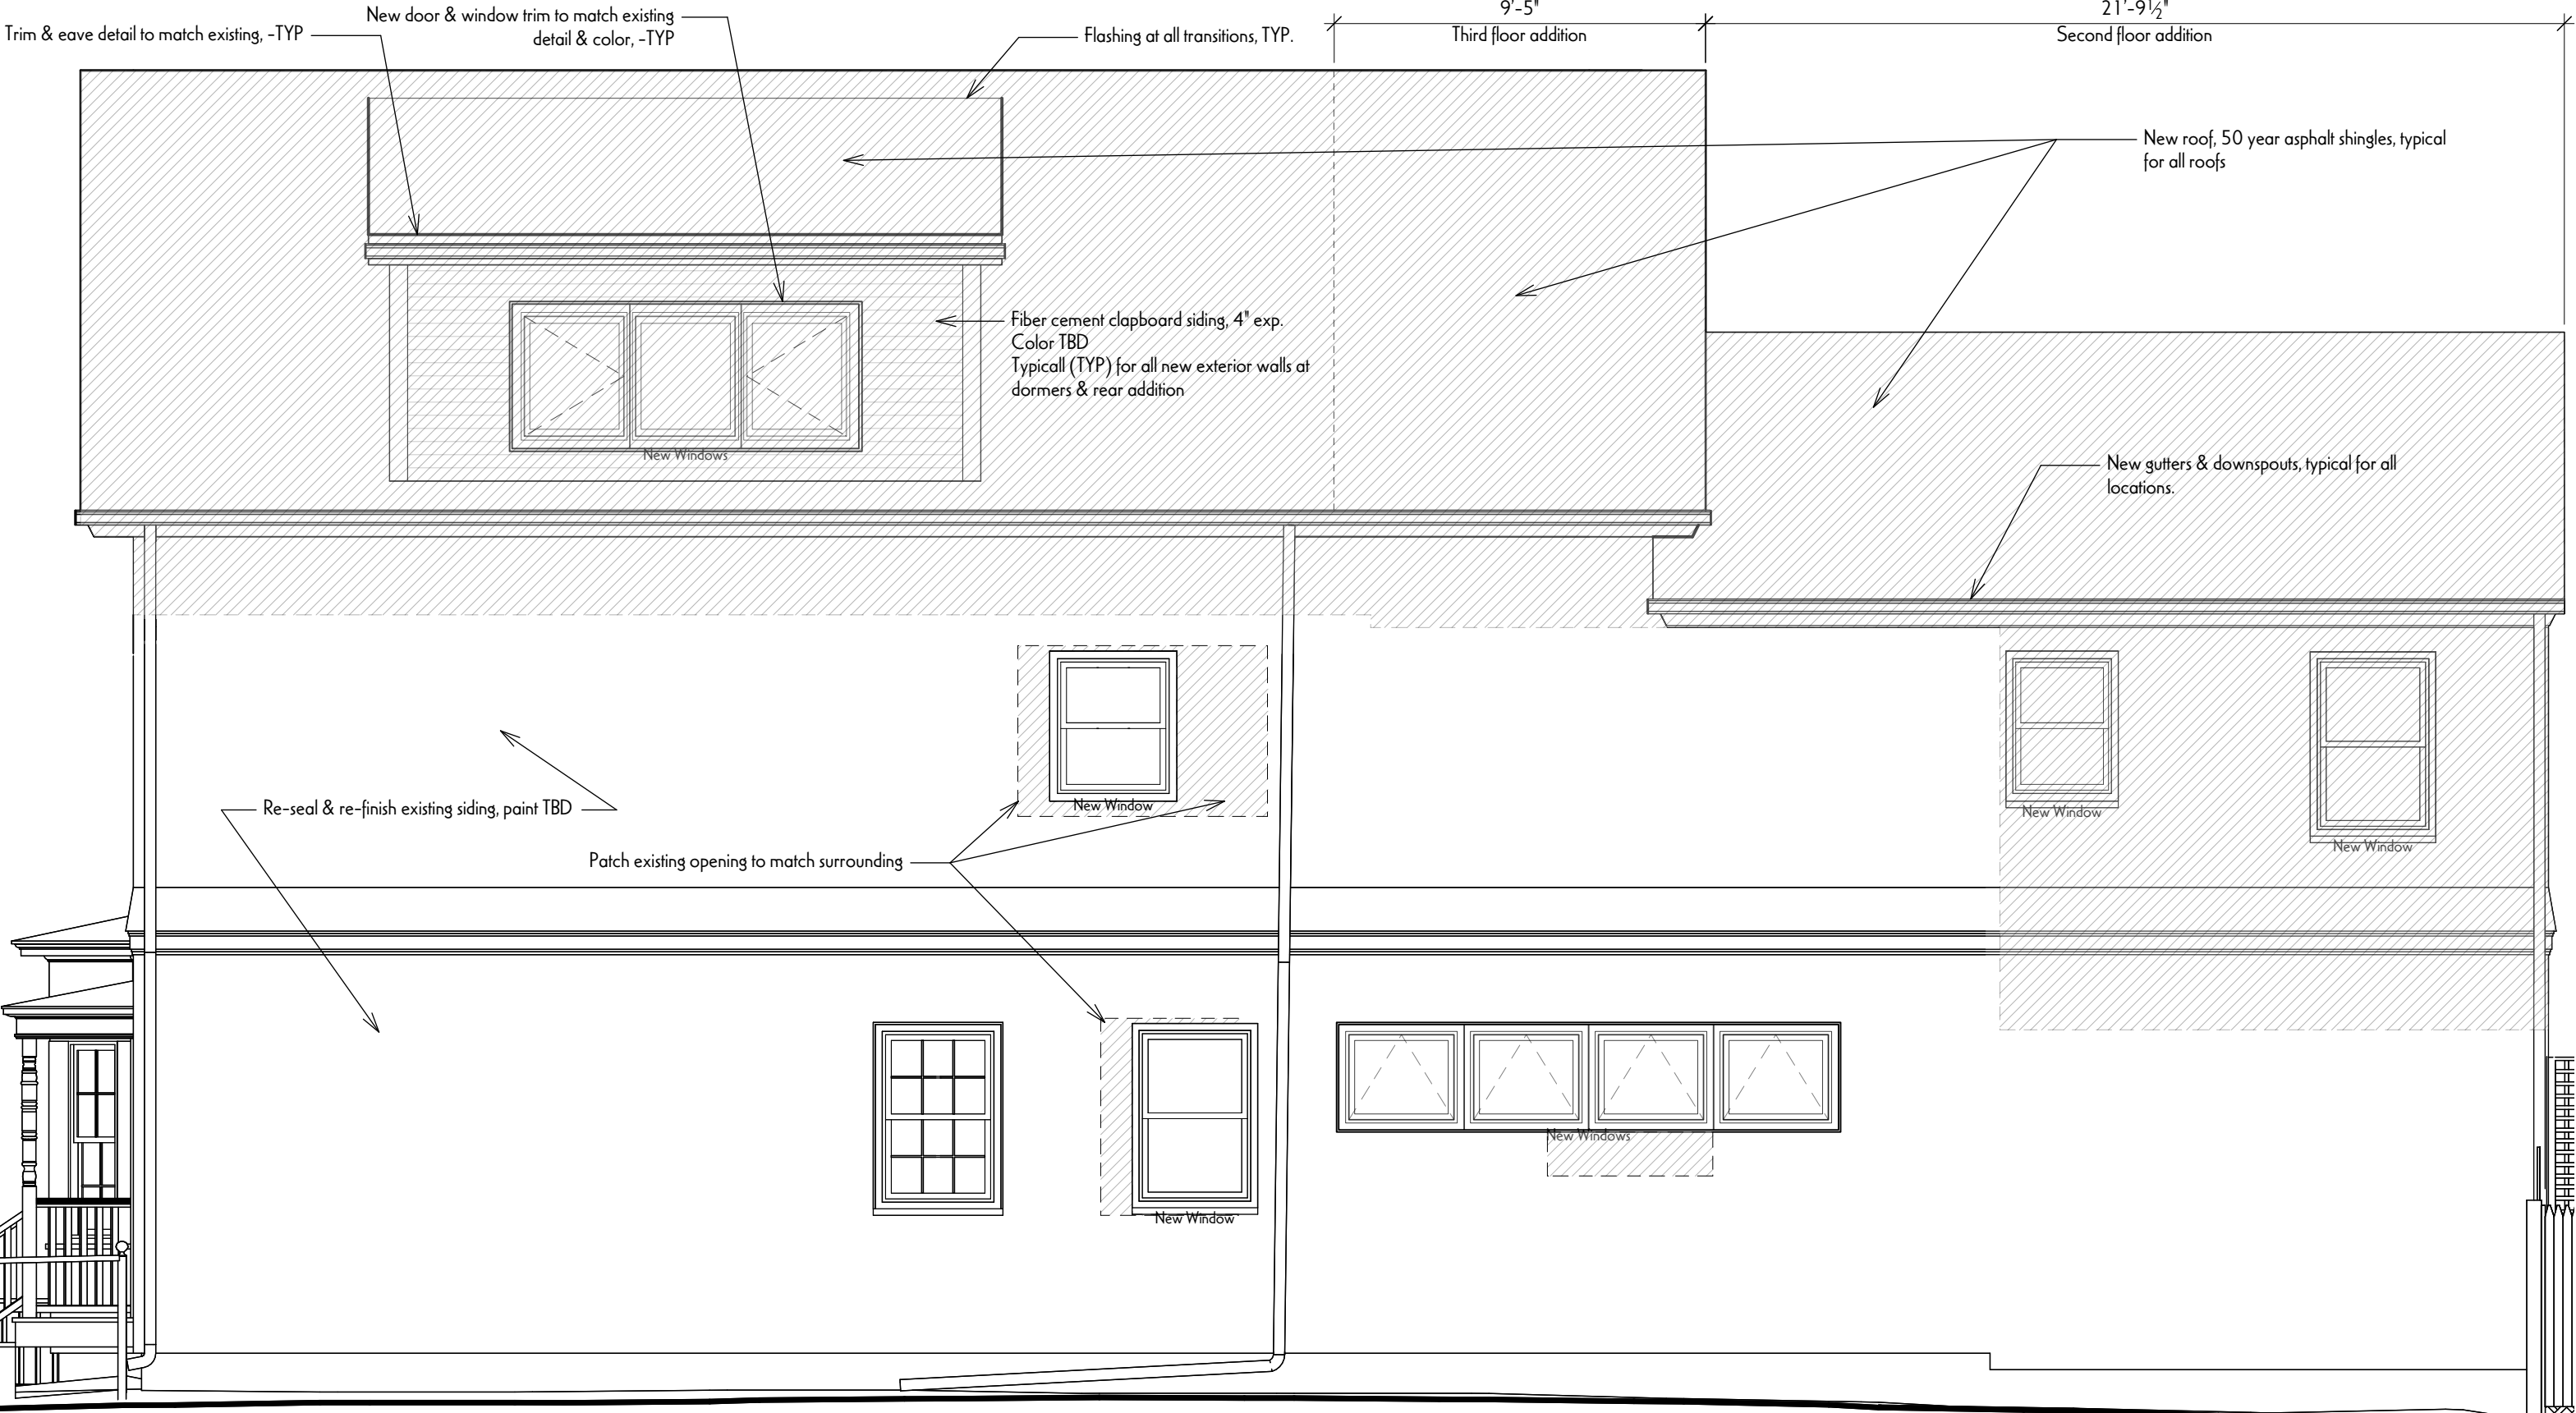 New door & window trim to match existing
detail & color, -TYP
Trim & eave detail to match existing, -TYP
Flashing at all transitions, TYP.
9'-5"
Third floor addition
21'-9½"
Second floor addition
New roof, 50 year asphalt shingles, typical
for all roofs
Fiber cement clapboard siding, 4" exp.
Color TBD
Typicall (TYP) for all new exterior walls at
dormers & rear addition
New Windows
New gutters & downspouts, typical for all
locations.
Re-seal & re-finish existing siding, paint TBD
New Window
New Window
New Window
Patch existing opening to match surrounding
New Windows
New Window